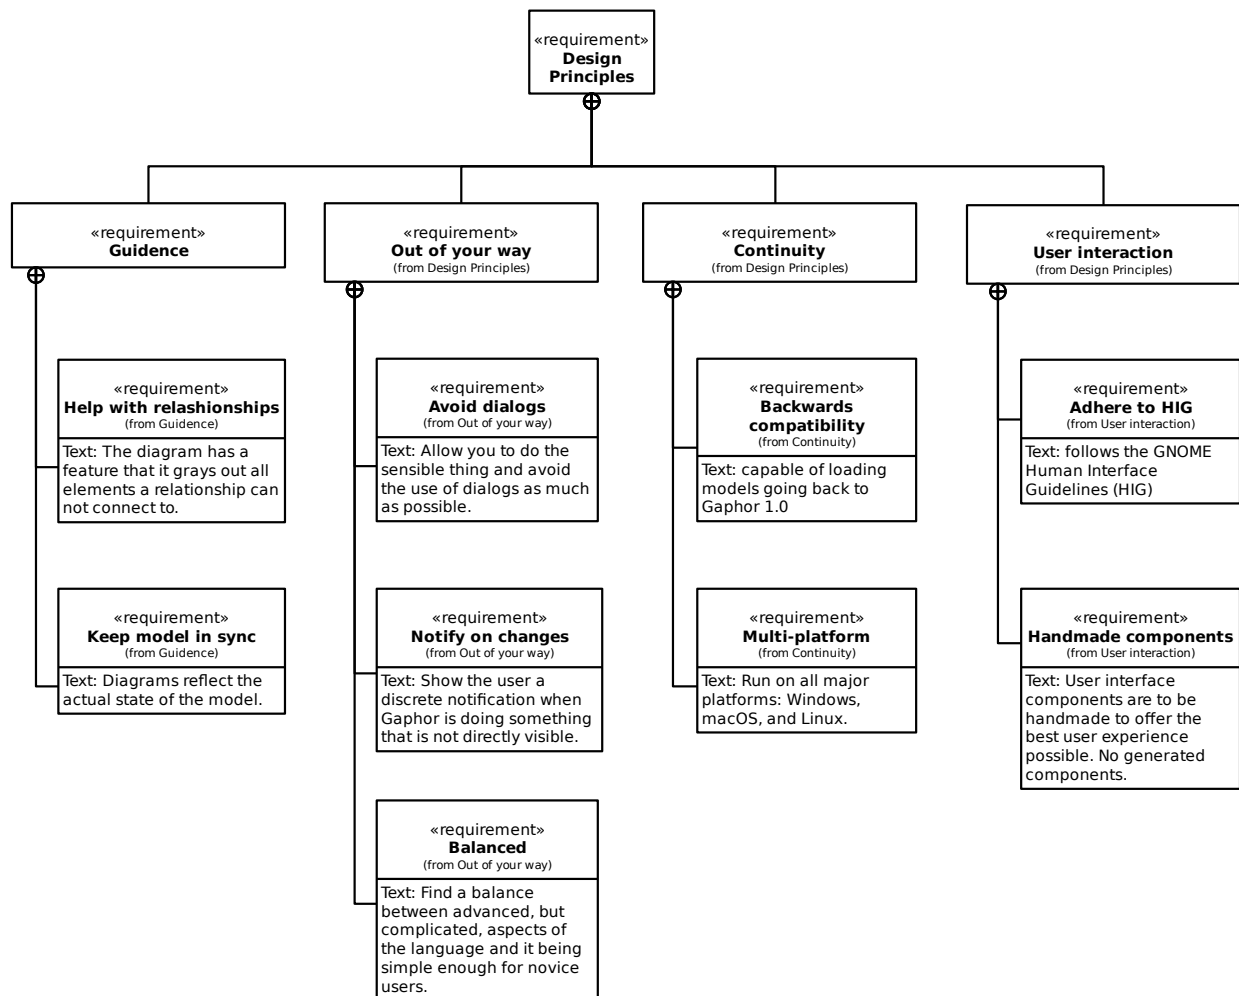 «requirement»
Design
Principles
«requirement»
Guidence
«requirement»
Out of your way
(from Design Principles)
«requirement»
Continuity
(from Design Principles)
«requirement»
User interaction
(from Design Principles)
«requirement»
Help with relashionships
(from Guidence)
Text: The diagram has a
feature that it grays out all
elements a relationship can
not connect to.
«requirement»
Avoid dialogs
(from Out of your way)
Text: Allow you to do the
sensible thing and avoid
the use of dialogs as much
as possible.
«requirement»
Backwards
compatibility
(from Continuity)
Text: capable of loading
models going back to
Gaphor 1.0
«requirement»
Adhere to HIG
(from User interaction)
Text: follows the GNOME
Human Interface
Guidelines (HIG)
«requirement»
Keep model in sync
(from Guidence)
Text: Diagrams reflect the
actual state of the model.
«requirement»
Notify on changes
(from Out of your way)
Text: Show the user a
discrete notification when
Gaphor is doing something
that is not directly visible.
«requirement»
Multi-platform
(from Continuity)
Text: Run on all major
platforms: Windows,
macOS, and Linux.
«requirement»
Handmade components
(from User interaction)
Text: User interface
components are to be
handmade to offer the
best user experience
possible. No generated
components.
«requirement»
Balanced
(from Out of your way)
Text: Find a balance
between advanced, but
complicated, aspects of
the language and it being
simple enough for novice
users.